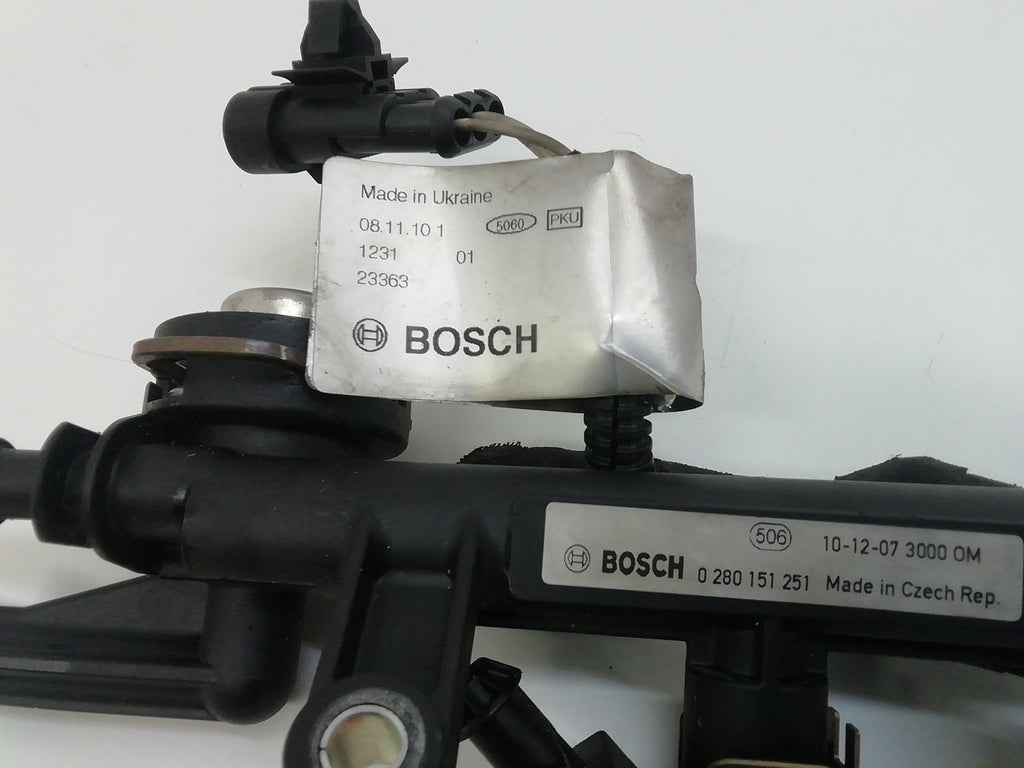 Made in Ukraine
08.11.10 1 5060 PKU
1231 01
23363
BOSCH
506 10-12-07 3000 OM
BOSCH 0 280 151 251 Made in Czech Rep.